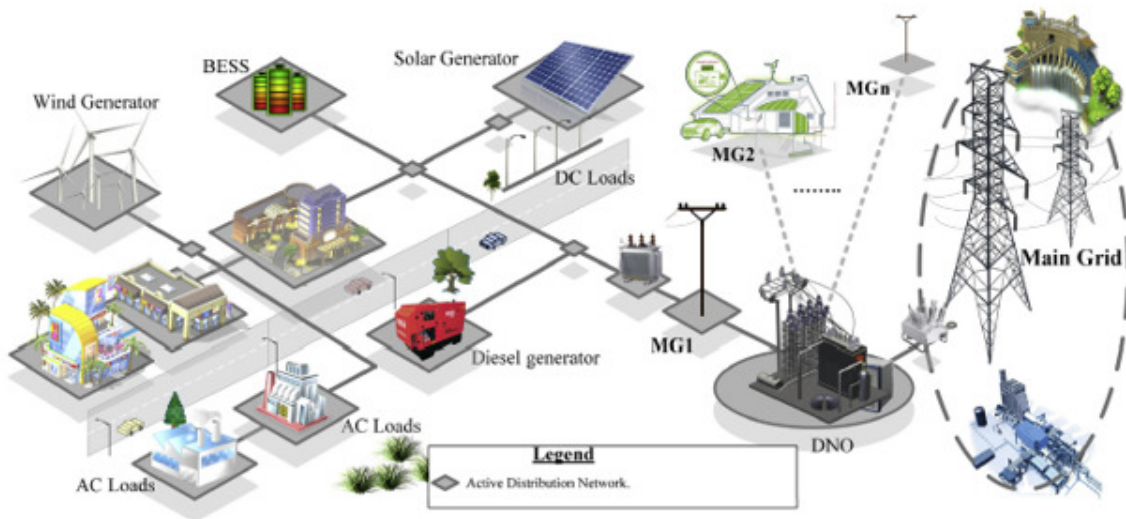 BESS
Solar Generator
Wind Generator
MGn
MG2
DC Loads
........
Main Grid
MG1
Diesel generator
AC Loads
DNO
AC Loads
Legend
Active Distribution Network.